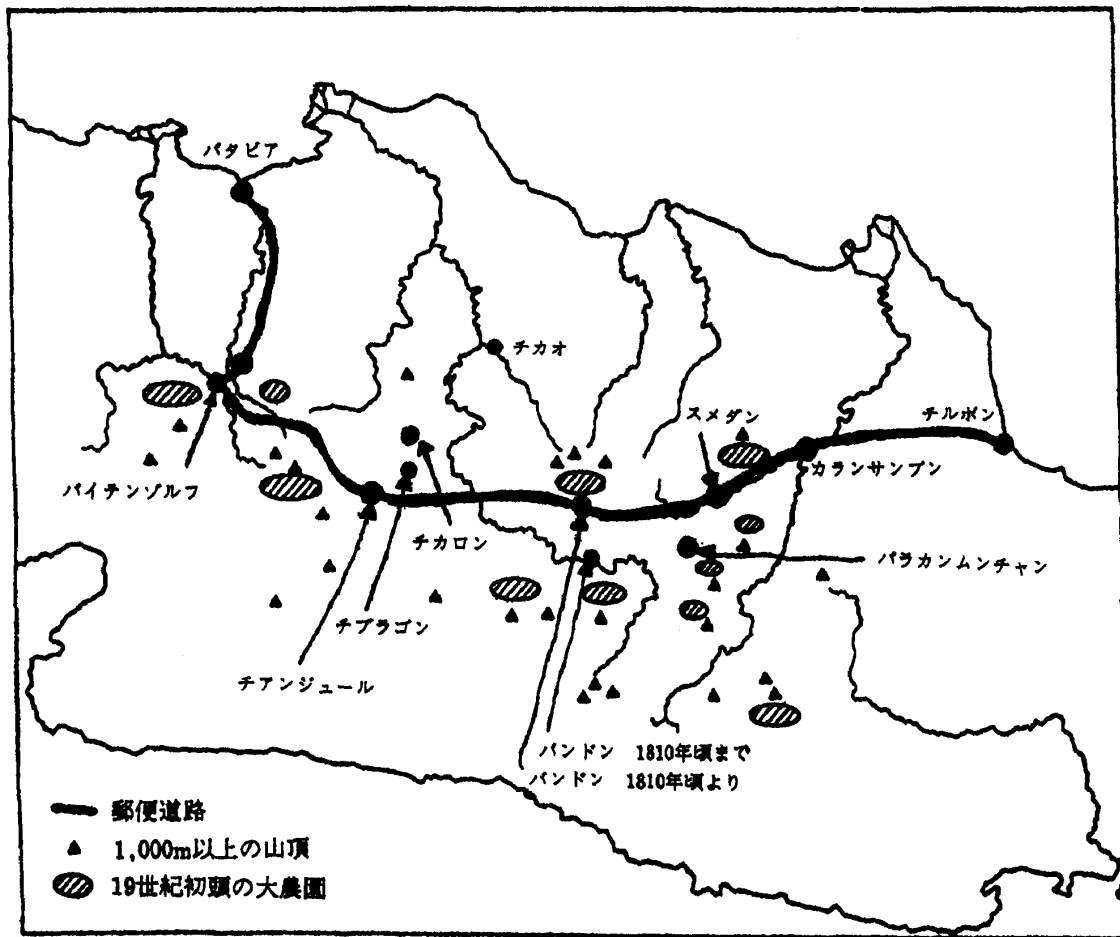 バタビア
チカオ
スメダン
チルボン
カランサンブン
バイテンゾルフ
チカロン
パラカンムンチャン
チブラゴン
チアンジュール
バンドン 1810年頃まで
バンドン 1810年頃より
郵便道路
1,000m以上の山頂
19世紀初頭の大農園